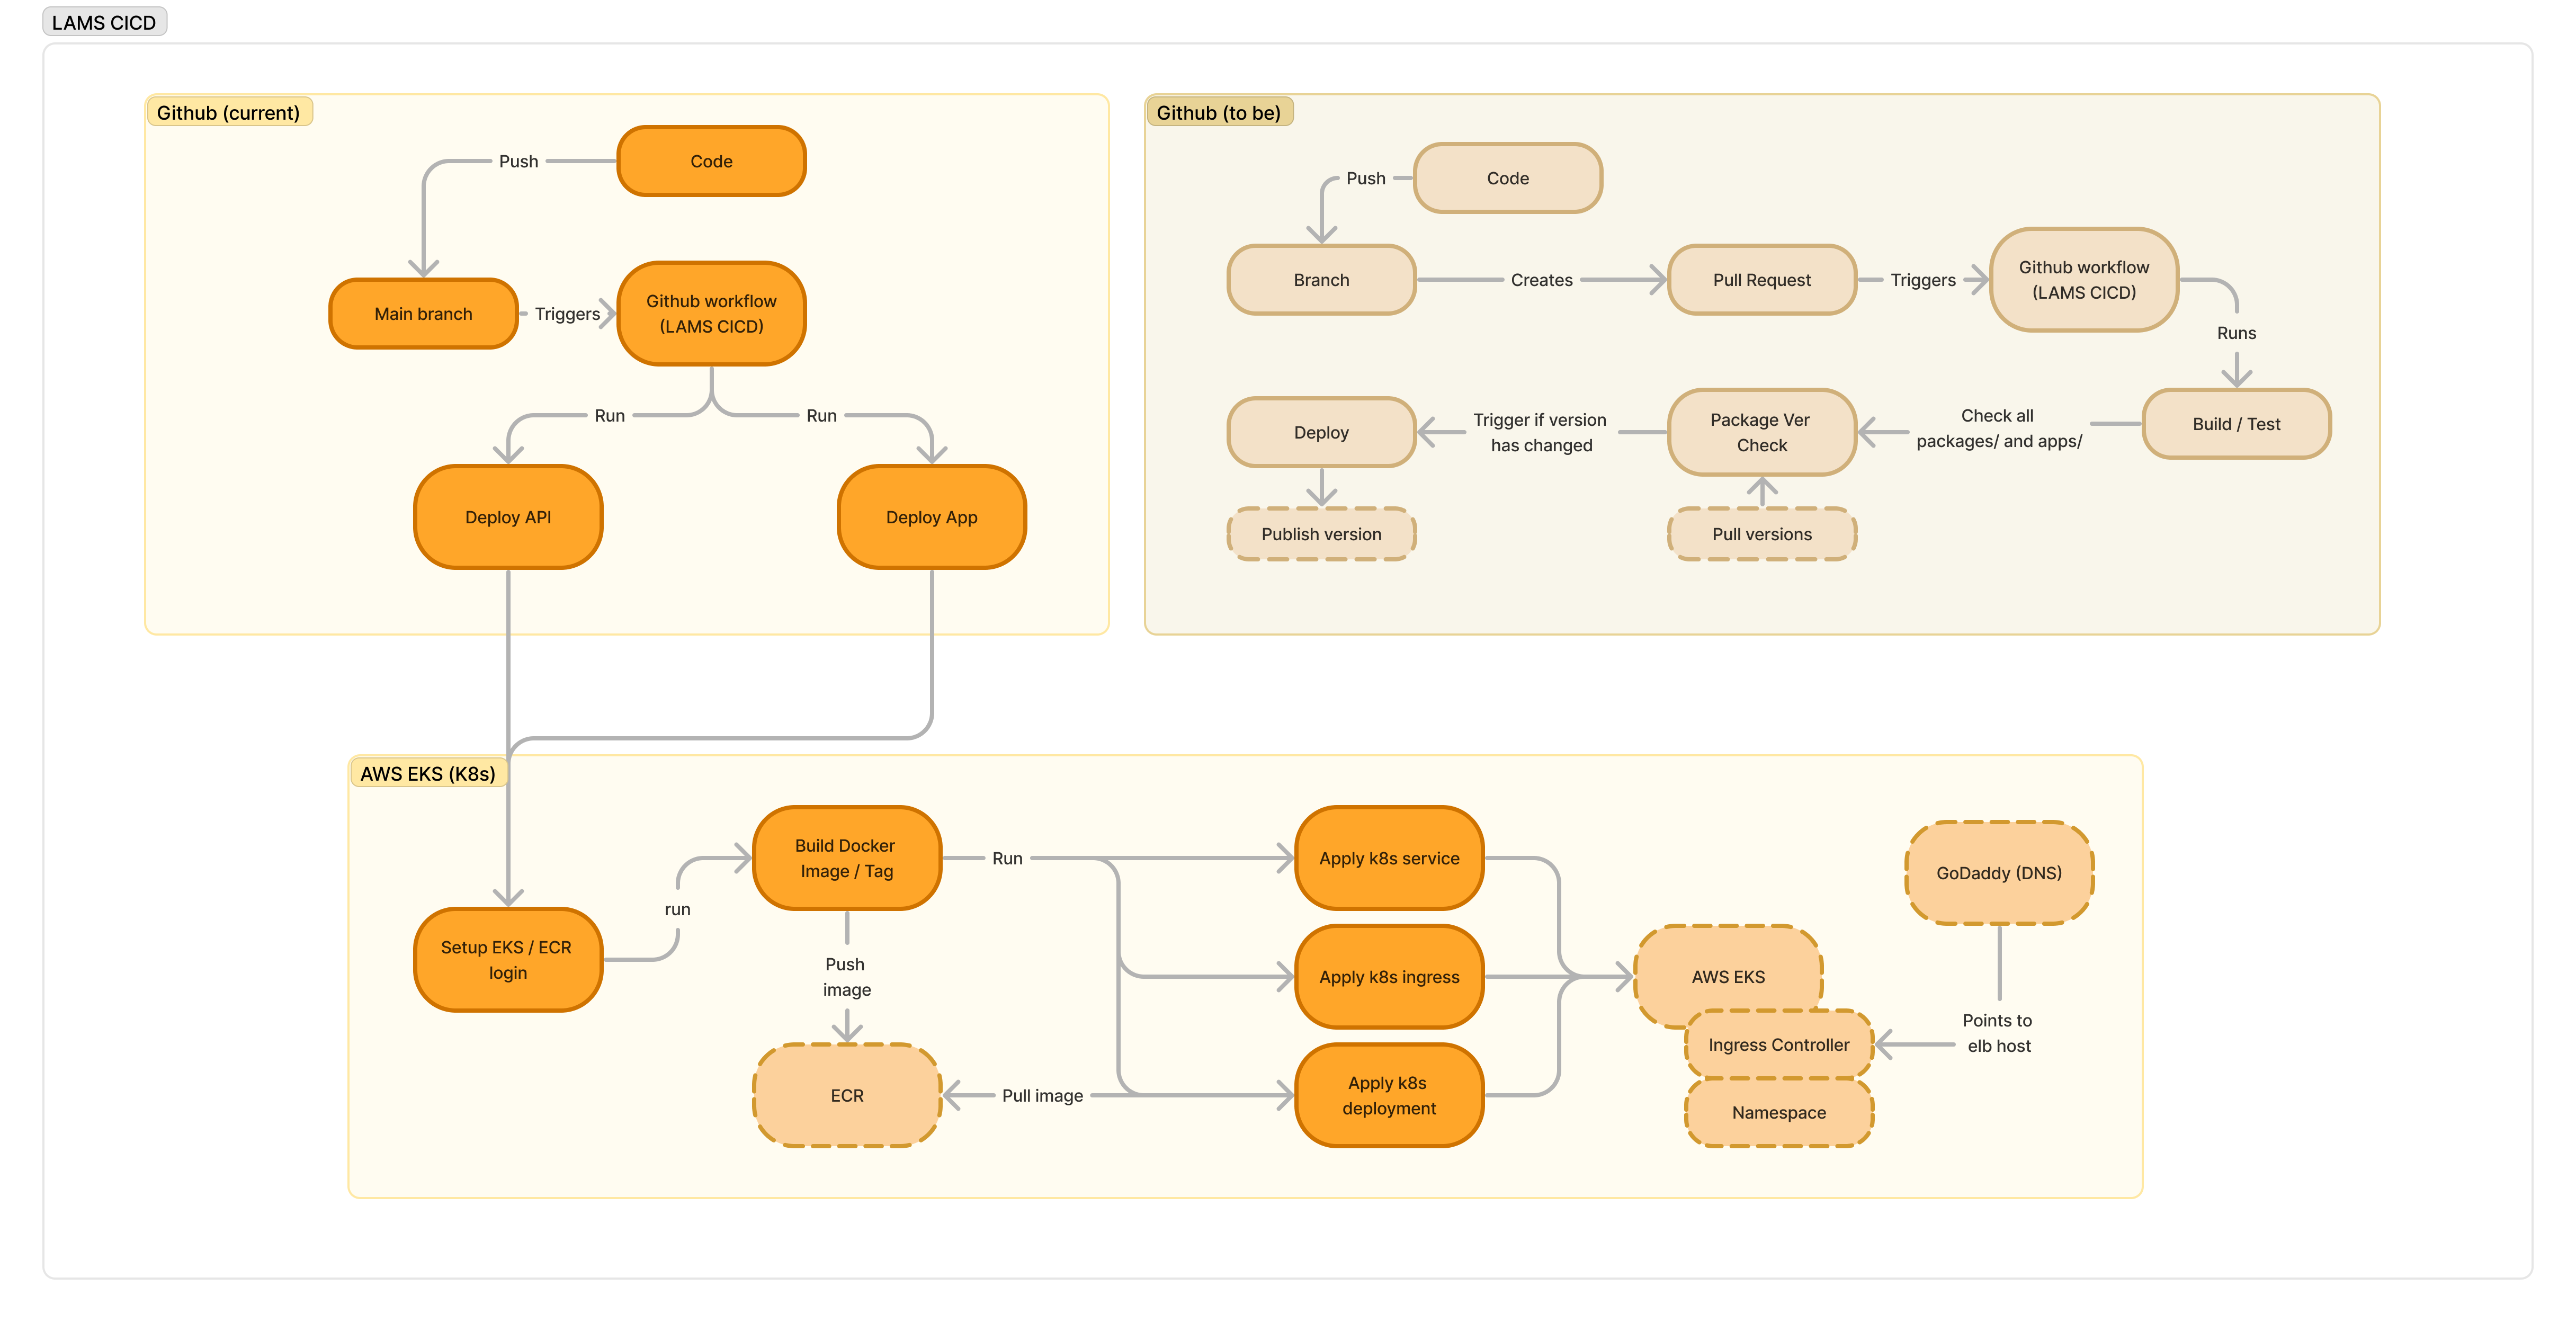 LAMS CICD
Github (current)
Code
Push
Main branch
Triggers
Github workflow
(LAMS CICD)
Run
Run
Deploy API
Deploy App
Github (to be)
Code
Push
Branch
Creates
Pull Request
Triggers
Github workflow
(LAMS CICD)
Runs
Build / Test
Check all
packages/ and apps/
Package Ver
Check
Trigger if version
has changed
Deploy
Publish version
Pull versions
AWS EKS (K8s)
Setup EKS / ECR
login
run
Build Docker
Image / Tag
Run
Push
image
ECR
Pull image
Apply k8s service
Apply k8s ingress
Apply k8s
deployment
AWS EKS
Ingress Controller
Namespace
GoDaddy (DNS)
Points to
elb host